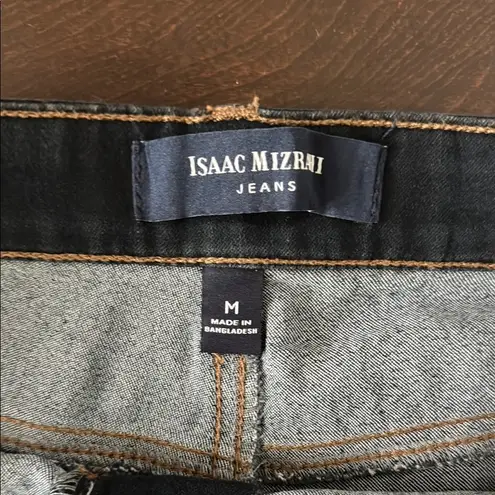 ISAAC MIZRAHI
JEANS
M
MADE IN
BANGLADESH